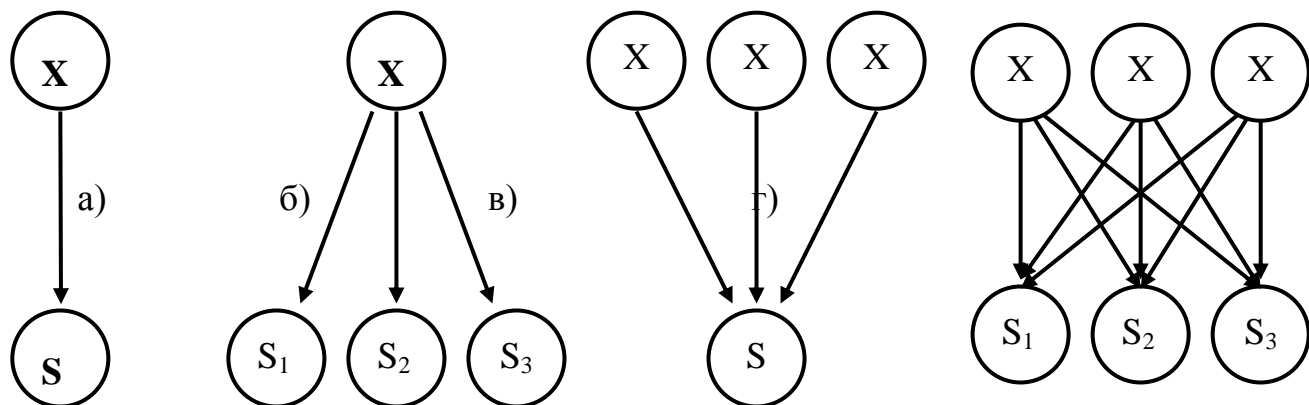 X X X X X X X X
а) б) в) г)
S S₁ S₂ S₃ S S₁ S₂ S₃